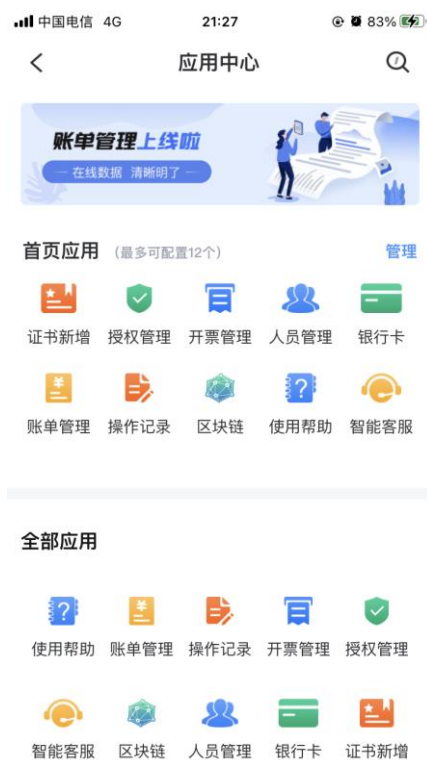 中国电信 4G 21:27 83%
应用中心
账单管理上线啦
在线数据 清晰明了
首页应用 (最多可配置12个) 管理
证书新增 授权管理 开票管理 人员管理 银行卡
账单管理 操作记录 区块链 使用帮助 智能客服
全部应用
使用帮助 账单管理 操作记录 开票管理 授权管理
智能客服 区块链 人员管理 银行卡 证书新增